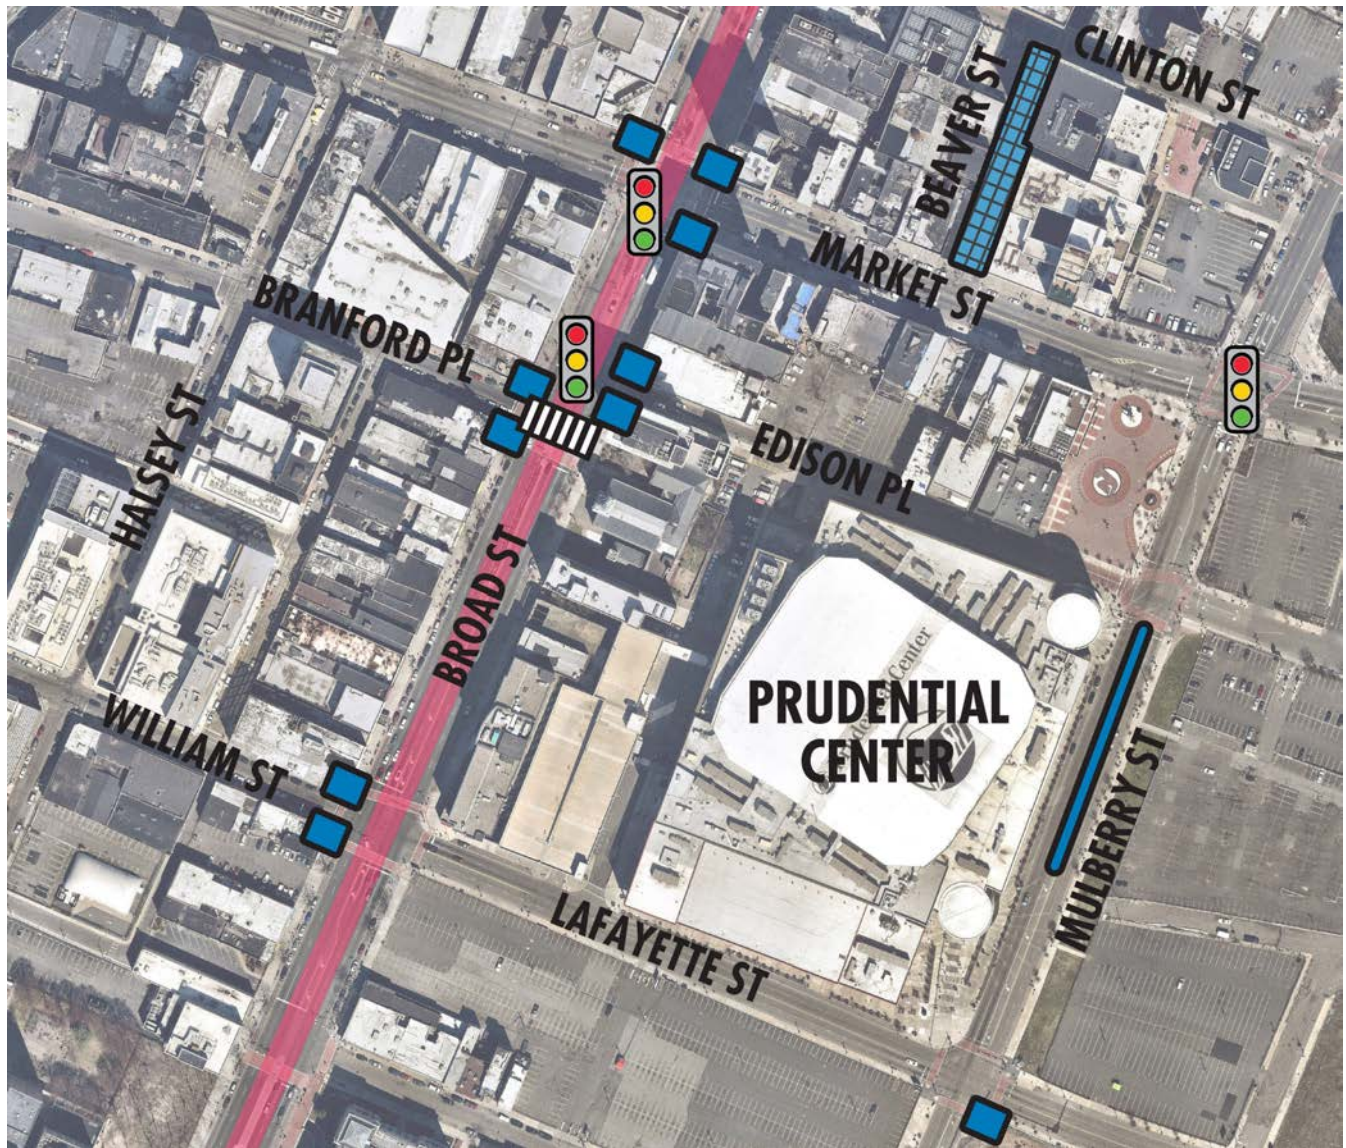 CLINTON ST
BEAVER ST
MARKET ST
BRANFORD PL
HALSEY ST
EDISON PL
BROAD ST
Center
PRUDENTIAL
CENTER
WILLIAM ST
MULBERRY ST
LAFAYETTE ST